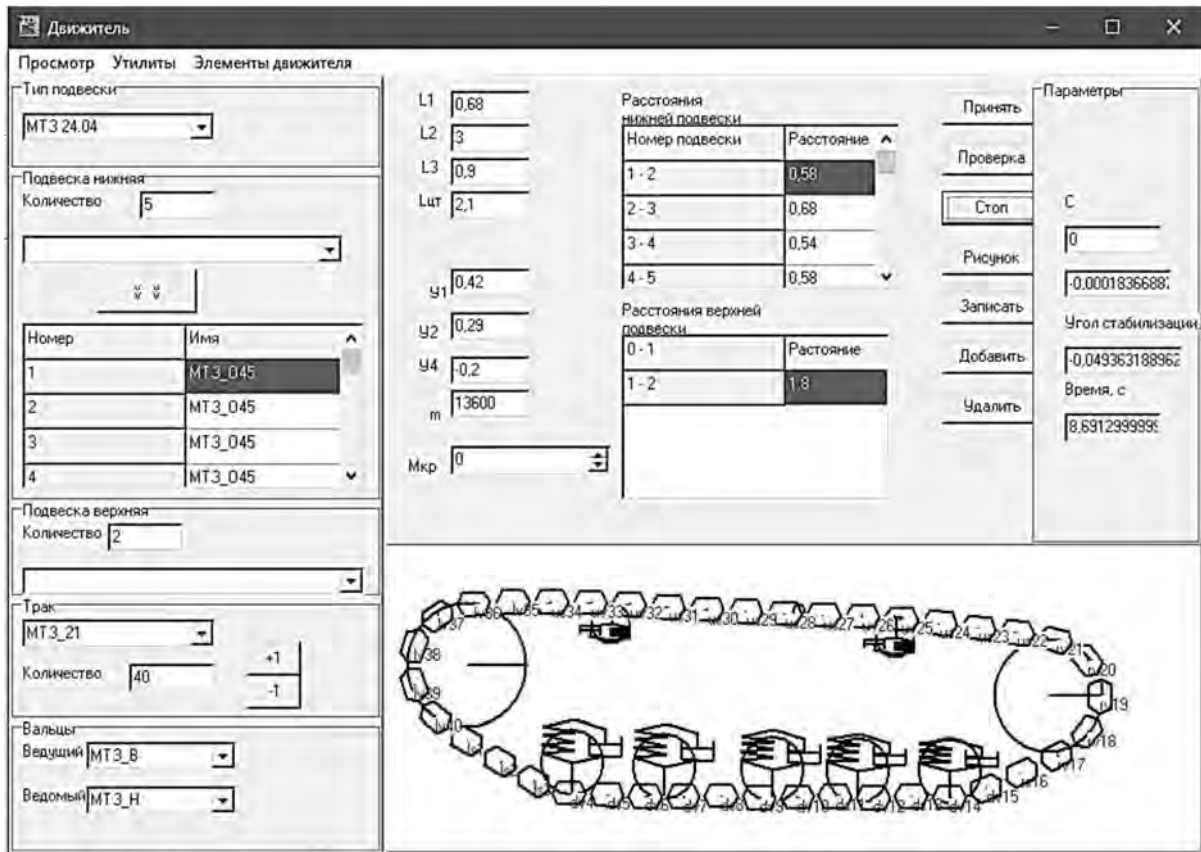 Движитель
Просмотр Утилиты Элементы движителя
Тип подвески
МТЗ 24.04
Подвеска нижняя
Количество 5
Номер Имя
1 МТЗ_045
2 МТЗ_045
3 МТЗ_045
4 МТЗ_045
Подвеска верхняя
Количество 2
Трак
МТЗ_21
Количество 40
+1
-1
Вальцы
Ведущий МТЗ_В
Ведомый МТЗ_Н
L1 0,68
L2 3
L3 0,9
Lцт 2,1
y1 0,42
y2 0,29
y4 -0,2
m 13600
Мкр 0
Расстояния
нижней подвески
Номер подвески Расстояние
1 - 2 0,58
2 - 3 0,68
3 - 4 0,54
4 - 5 0,58
Расстояния верхней
подвески
0 - 1 Растояние
1 - 2 1,8
Принять
Проверка
Стоп
Рисунок
Записать
Добавить
Удалить
Параметры
С
0
-0.00018366887
Угол стабилизации,
-0,049363188962
Время, с
8,6912999999